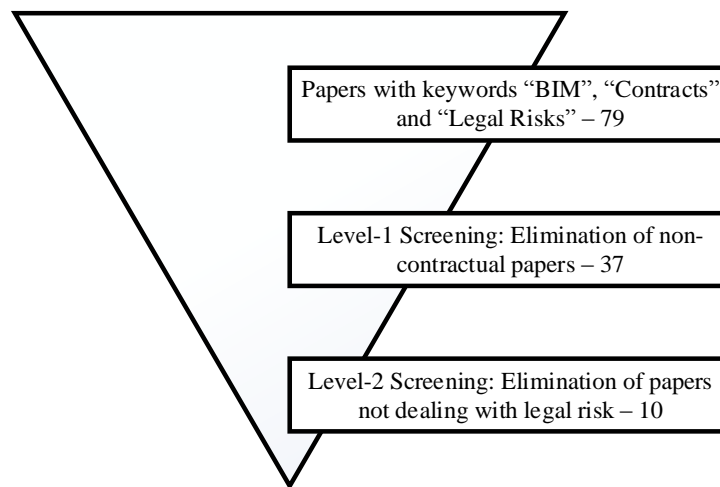 Papers with keywords “BIM”, “Contracts”
and “Legal Risks” – 79
Level-1 Screening: Elimination of non-
contractual papers – 37
Level-2 Screening: Elimination of papers
not dealing with legal risk – 10